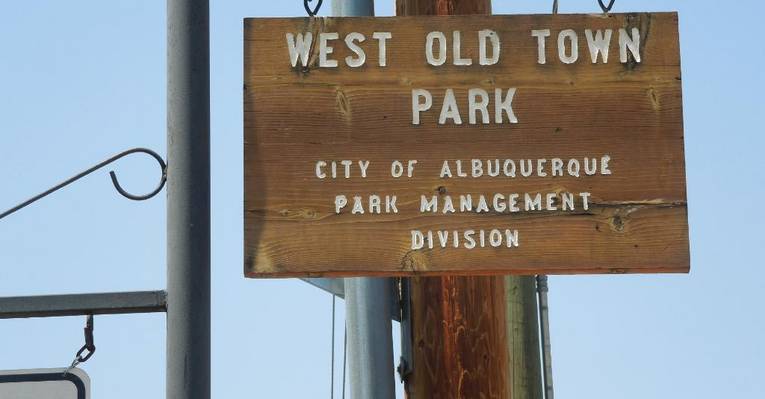 WEST OLD TOWN
PARK
CITY OF ALBUQUERQUE
PARK MANAGEMENT
DIVISION